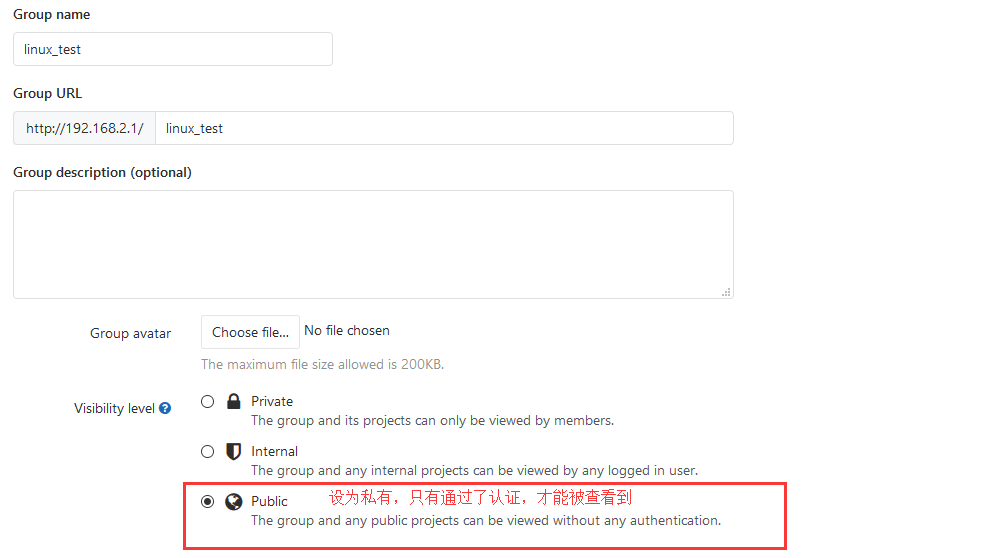 Group name
linux_test
Group URL
http://192.168.2.1/ linux_test
Group description (optional)
Group avatar Choose file... No file chosen
The maximum file size allowed is 200KB.
Visibility level ? Private
The group and its projects can only be viewed by members.
Internal
The group and any internal projects can be viewed by any logged in user.
Public 设为私有，只有通过了认证，才能被查看到
The group and any public projects can be viewed without any authentication.